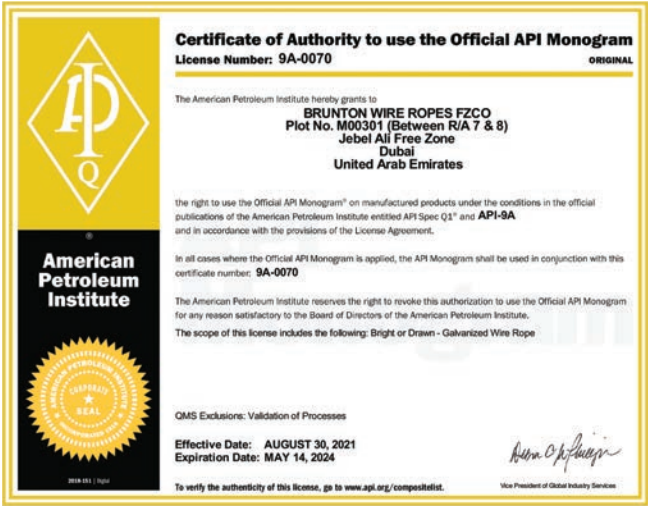 Certificate of Authority to use the Official API Monogram
License Number: 9A-0070
ORIGINAL
The American Petroleum Institute hereby grants to
BRUNTON WIRE ROPES FZCO
Plot No. M00301 (Between R/A 7 & 8)
Jebel Ali Free Zone
Dubai
United Arab Emirates
the right to use the Official API Monogram® on manufactured products under the conditions in the official
publications of the American Petroleum Institute entitled API Spec Q1® and API-9A
and in accordance with the provisions of the License Agreement.
In all cases where the Official API Monogram is applied, the API Monogram shall be used in conjunction with this
certificate number: 9A-0070
The American Petroleum Institute reserves the right to revoke this authorization to use the Official API Monogram
for any reason satisfactory to the Board of Directors of the American Petroleum Institute.
The scope of this license includes the following: Bright or Drawn - Galvanized Wire Rope
QMS Exclusions: Validation of Processes
Effective Date: AUGUST 30, 2021
Expiration Date: MAY 14, 2024
To verify the authenticity of this license, go to www.api.org/compositelist.
Vice President of Global Industry Services
API
Q
®
American
Petroleum
Institute
AMERICAN PETROLEUM INSTITUTE
CORPORATE
SEAL
2018-151 | Digital